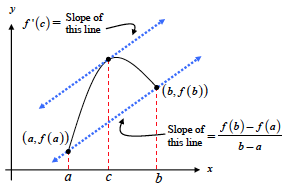 y
f'(c) = Slope of
this line
(b, f(b))
(a, f(a))
Slope of
this line = f(b) − f(a)
b − a
x
a c b